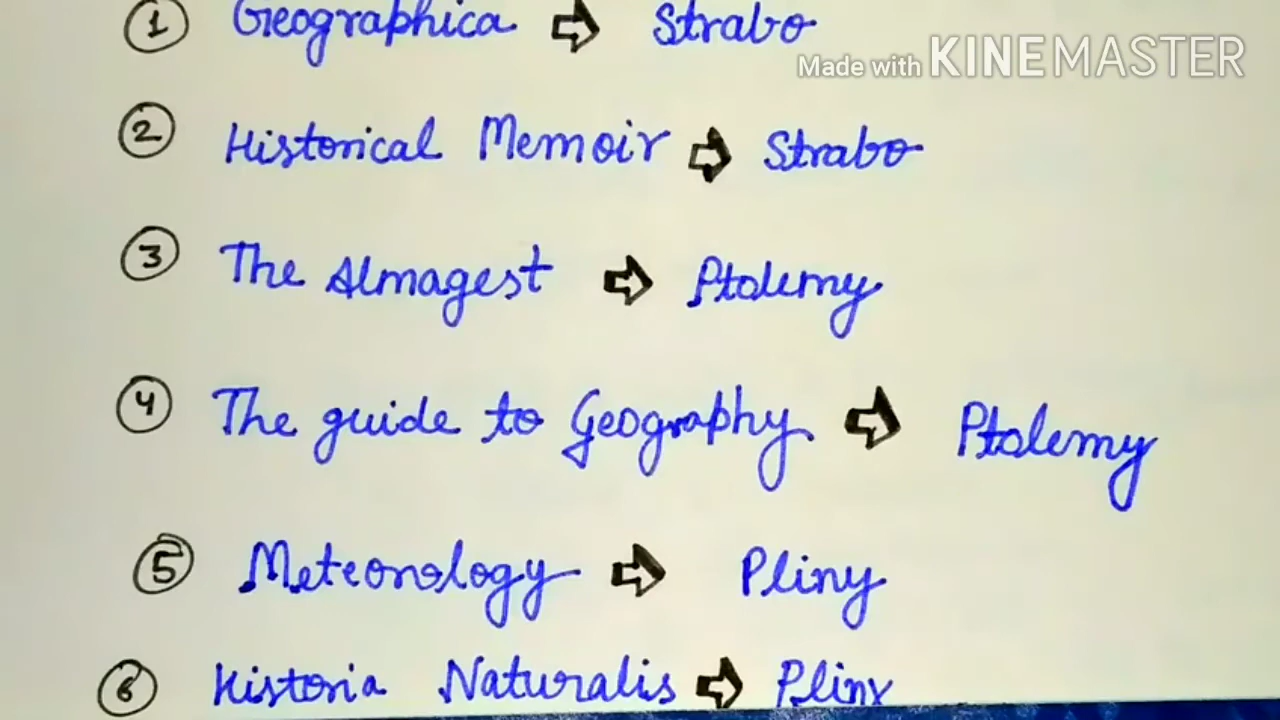 1 Geographica ⇒ Strabo
Made with KINEMASTER
2 Historical Memoir ⇒ Strabo
3 The Almagest ⇒ Ptolemy
4 The guide to Geography ⇒ Ptolemy
5 Meteorology ⇒ Pliny
6 Historia Naturalis ⇒ Pliny